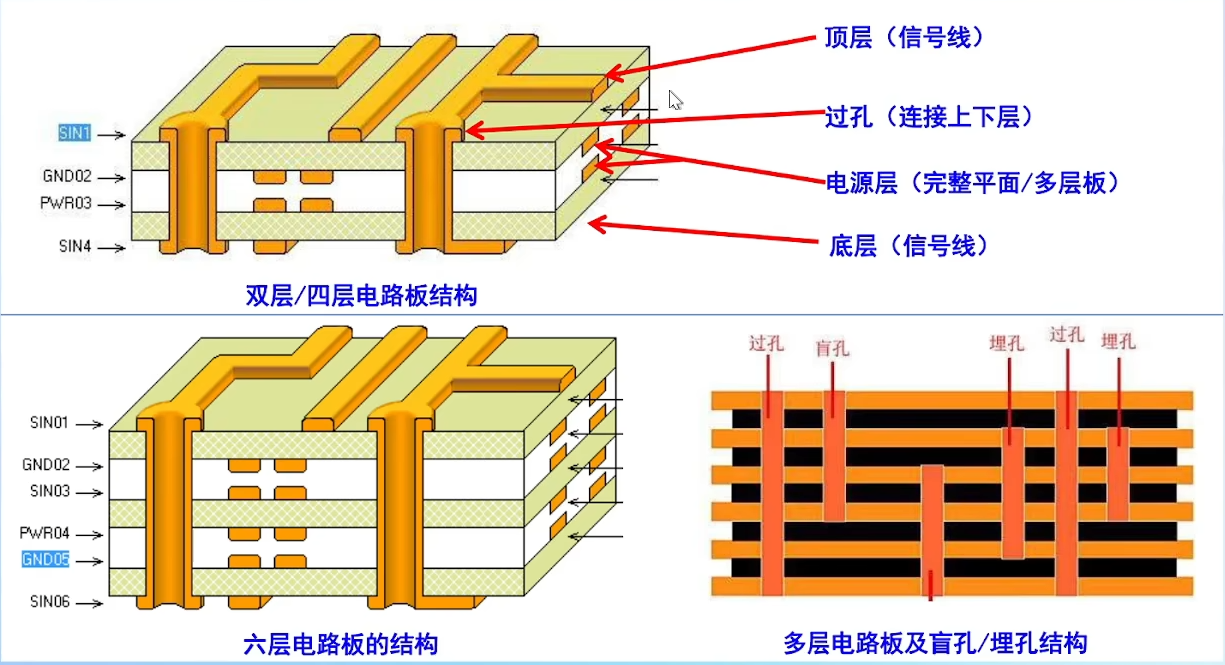 顶层（信号线）
过孔（连接上下层）
SIN1
GND02
电源层（完整平面/多层板）
PWR03
SIN4
底层（信号线）
双层/四层电路板结构
过孔
盲孔
埋孔
过孔
埋孔
SIN01
GND02
SIN03
PWR04
GND05
SIN06
六层电路板的结构
多层电路板及盲孔/埋孔结构